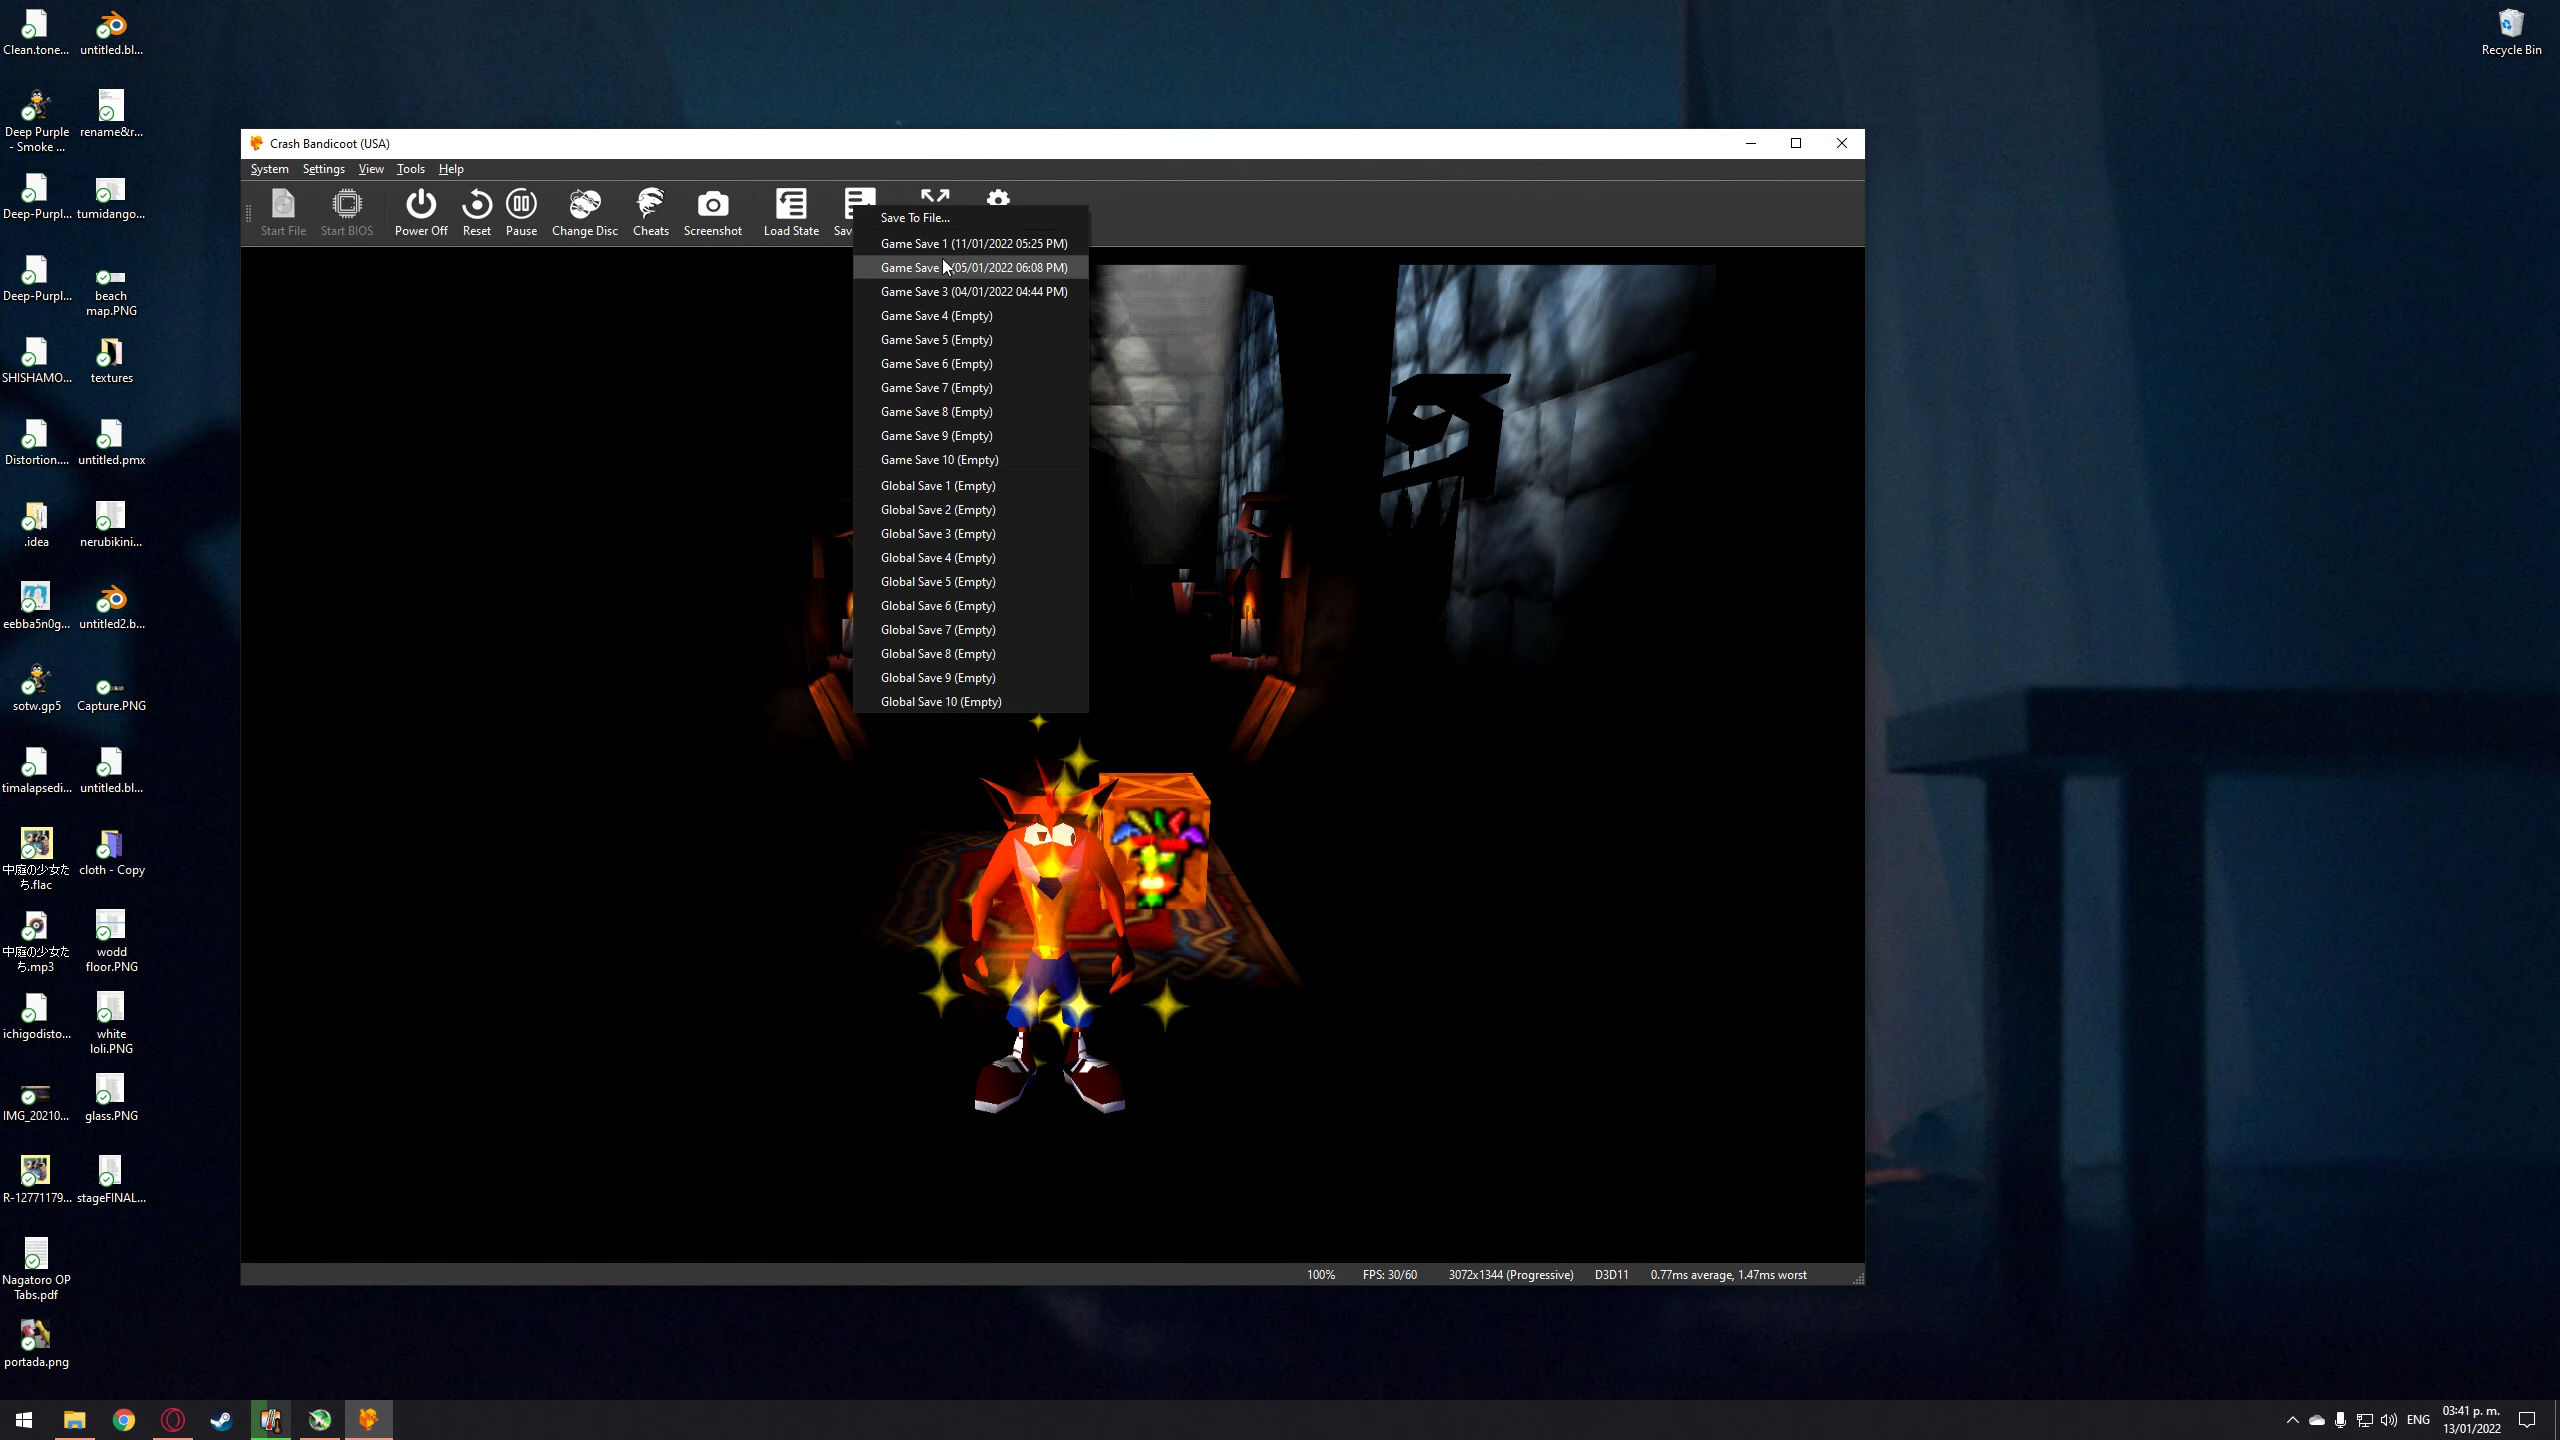 Clean.tone...
untitled.bl...
Recycle Bin
Deep Purple
- Smoke ...
rename&r...
Deep-Purpl...
tumidango...
Deep-Purpl...
beach
map.PNG
SHISHAMO...
textures
Distortion....
untitled.pmx
.idea
nerubikini...
eebba5n0g...
untitled2.b...
sotw.gp5
Capture.PNG
timalapsedi...
untitled.bl...
中庭の少女た
ち.flac
cloth - Copy
中庭の少女た
ち.mp3
wodd
floor.PNG
ichigodisto...
white
loli.PNG
IMG_20210...
glass.PNG
R-12771179...
stageFINAL...
Nagatoro OP
Tabs.pdf
portada.png
Crash Bandicoot (USA)
System Settings View Tools Help
Start File Start BIOS Power Off Reset Pause Change Disc Cheats Screenshot Load State Sav
Save To File...
Game Save 1 (11/01/2022 05:25 PM)
Game Save (05/01/2022 06:08 PM)
Game Save 3 (04/01/2022 04:44 PM)
Game Save 4 (Empty)
Game Save 5 (Empty)
Game Save 6 (Empty)
Game Save 7 (Empty)
Game Save 8 (Empty)
Game Save 9 (Empty)
Game Save 10 (Empty)
Global Save 1 (Empty)
Global Save 2 (Empty)
Global Save 3 (Empty)
Global Save 4 (Empty)
Global Save 5 (Empty)
Global Save 6 (Empty)
Global Save 7 (Empty)
Global Save 8 (Empty)
Global Save 9 (Empty)
Global Save 10 (Empty)
100% FPS: 30/60 3072x1344 (Progressive) D3D11 0.77ms average, 1.47ms worst
ENG
03:41 p. m.
13/01/2022